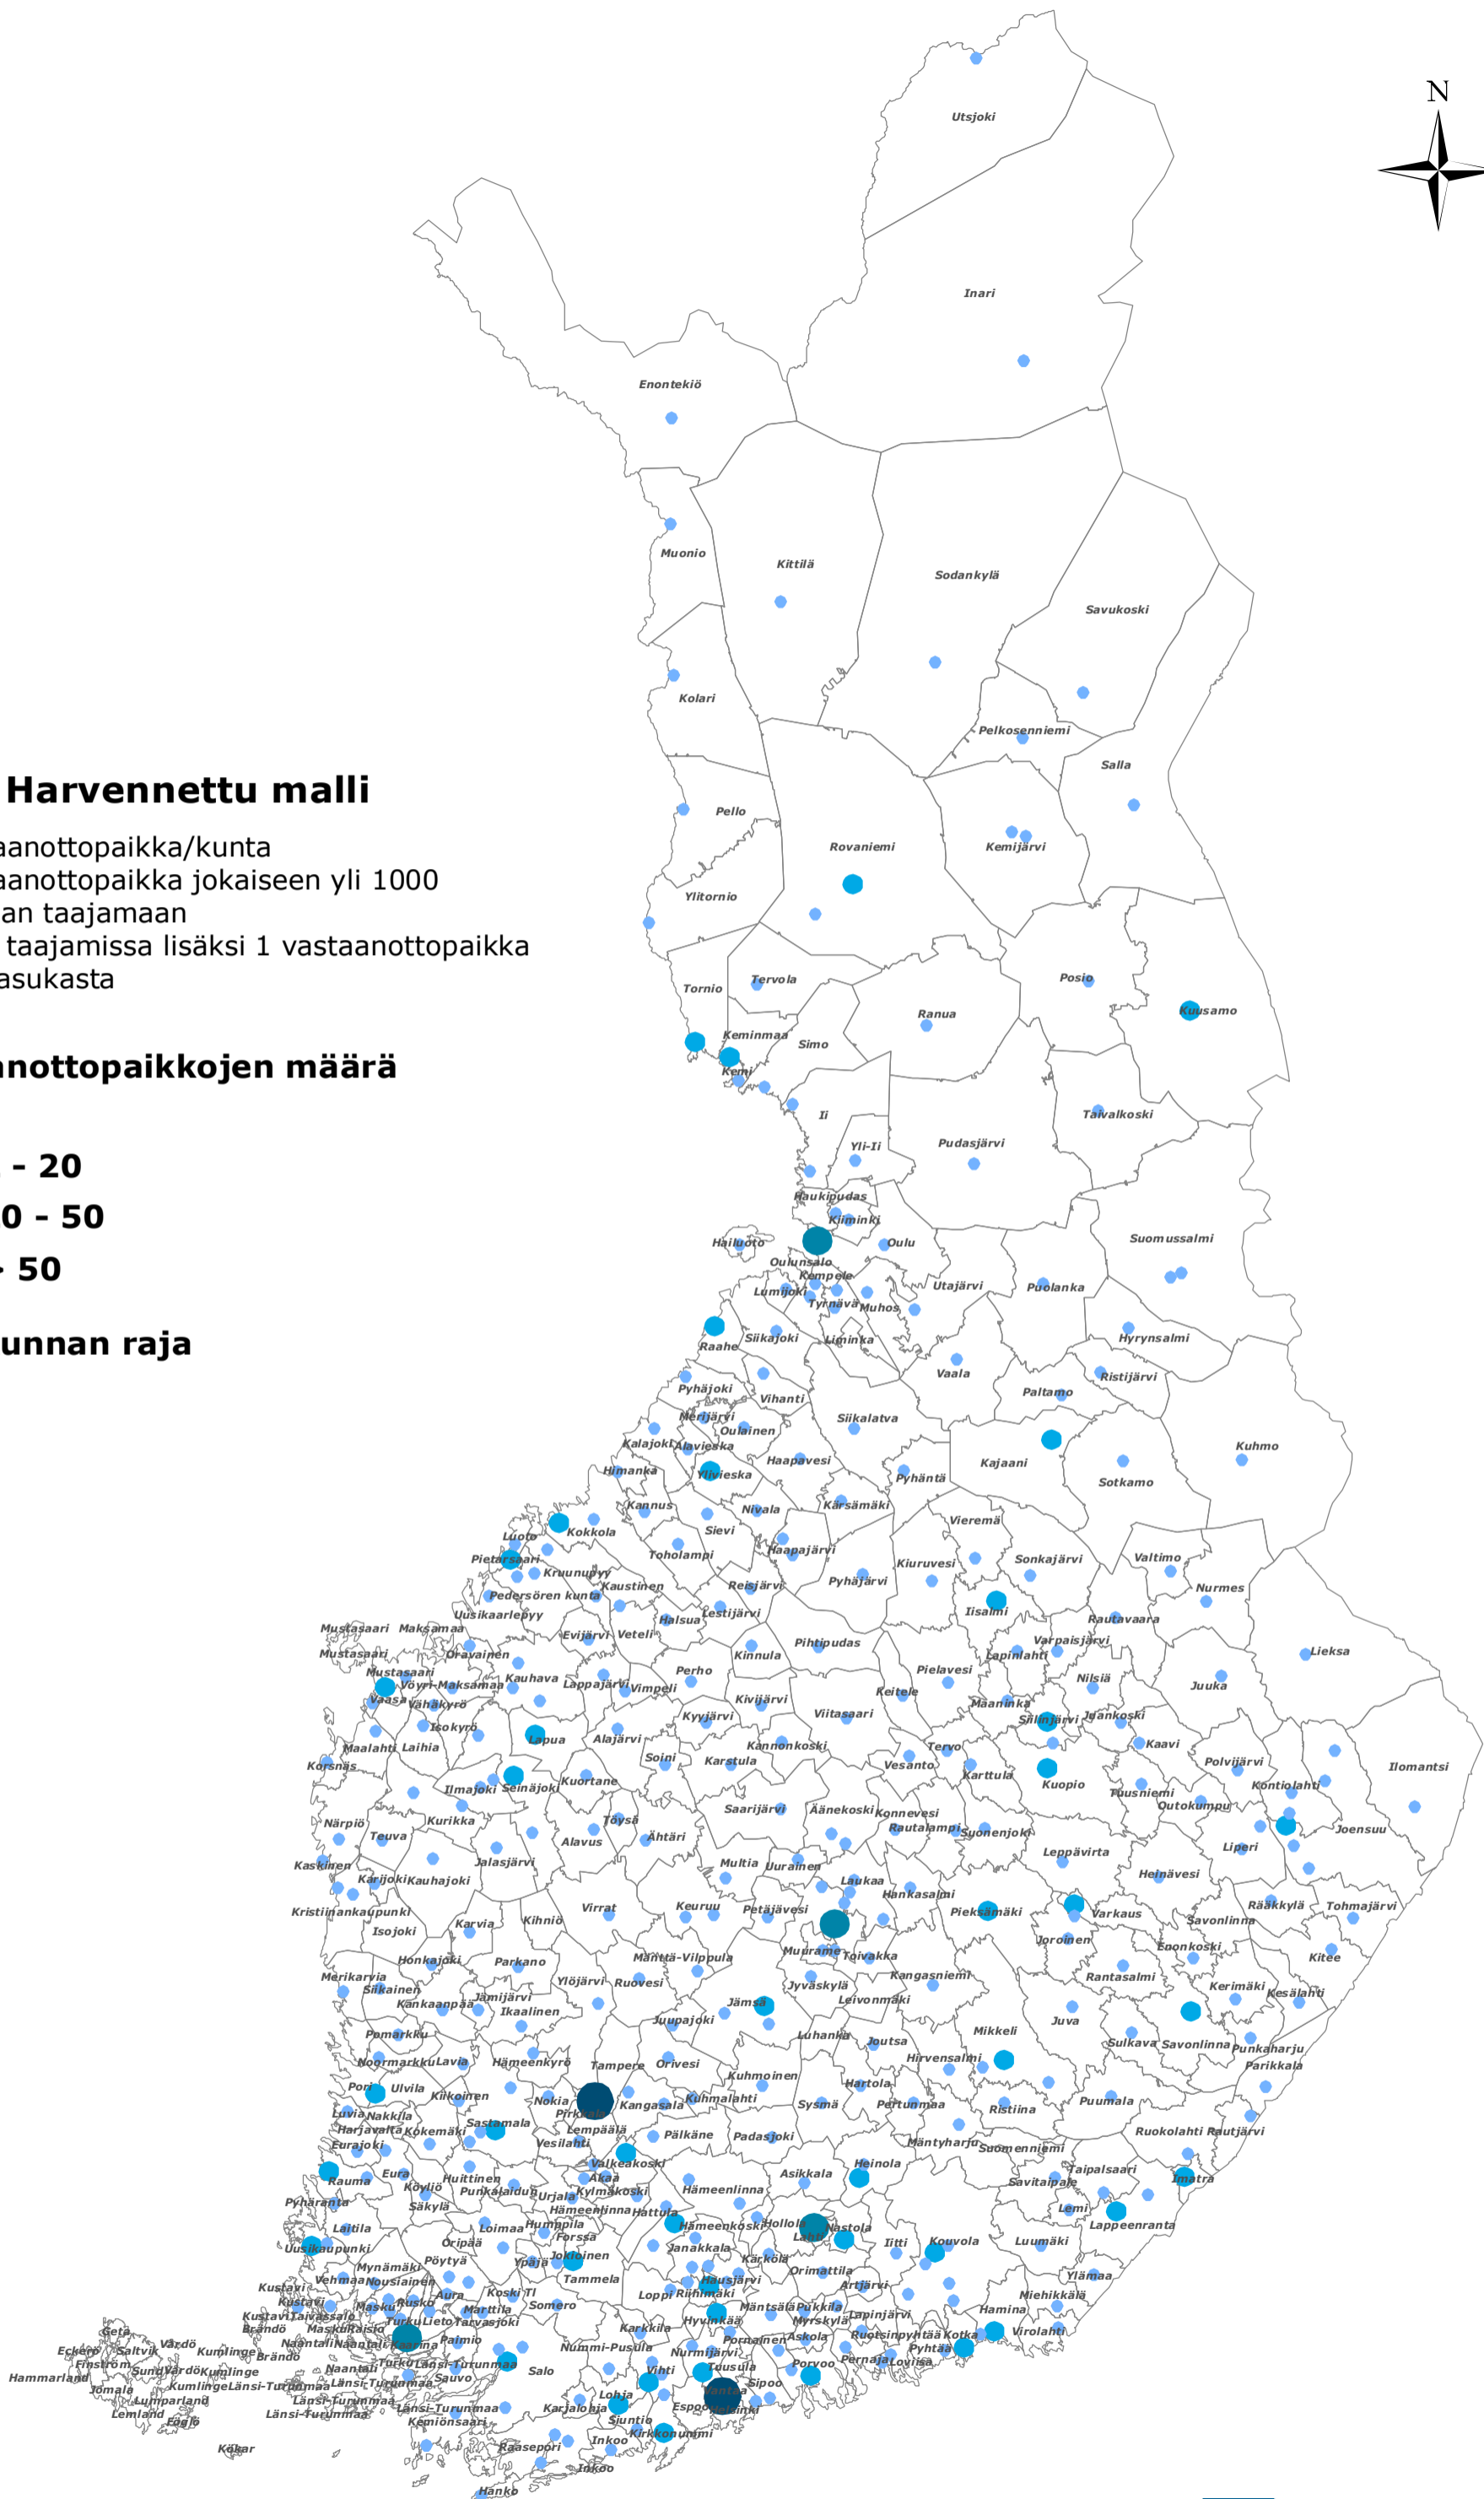 N
Utsjoki
Inari
Enontekiö
Muonio
Kittilä
Sodankylä
Savukoski
Kolari
Pelkosenniemi
Salla
Harvennettu malli
Pello
aanottopaikka/kunta
Rovaniemi
Kemijärvi
aanottopaikka jokaiseen yli 1000
Ylitornio
an taajamaan
taajamissa lisäksi 1 vastaanottopaikka
asukasta
Tervola
Posio
Tornio
Ranua
Kuusamo
Keminmaa
Simo
anottopaikkojen määrä
Kemi
Ii
Taivalkoski
Yli-Ii
Pudasjärvi
- 20
Haukipudas
0 - 50
Kiiminki
Suomussalmi
Hailuoto
Oulu
Oulunsalo
> 50
Kempele
Lumijoki
Utajärvi
Puolanka
Tyrnävä
Muhos
unnan raja
Siikajoki
Liminka
Hyrynsalmi
Raahe
Vaala
Ristijärvi
Pyhäjoki
Vihanti
Paltamo
Merijärvi
Siikalatva
Oulainen
Kalajoki
Alavieska
Kuhmo
Haapavesi
Kajaani
Himanka
Ylivieska
Pyhäntä
Sotkamo
Kannus
Nivala
Kärsämäki
Vieremä
Kokkola
Sievi
Luoto
Haapajärvi
Toholampi
Pietarsaari
Kiuruvesi
Sonkajärvi
Valtimo
Kruunupyy
Pyhäjärvi
Kaustinen
Reisjärvi
Nurmes
Pedersören kunta
Uusikaarlepyy
Halsua
Lestijärvi
Iisalmi
Rautavaara
Mustasaari
Maksamaa
Evijärvi
Veteli
Pihtipudas
Varpaisjärvi
Mustasaari
Oravainen
Kinnula
Lapinlahti
Lieksa
Mustasaari
Kauhava
Perho
Pielavesi
Nilsiä
Vöyri-Maksamaa
Lappajärvi
Vimpeli
Juuka
Vaasa
Vähäkyrö
Kivijärvi
Keitele
Maaninka
Isokyrö
Kyyjärvi
Viitasaari
Siilinjärvi
Juankoski
Maalahti
Laihia
Lapua
Alajärvi
Kannonkoski
Tervo
Kaavi
Korsnäs
Soini
Karstula
Vesanto
Karttula
Polvijärvi
Ilomantsi
Ilmajoki
Seinäjoki
Kuortane
Kuopio
Tuusniemi
Kontiolahti
Outokumpu
Närpiö
Kurikka
Töysä
Saarijärvi
Äänekoski
Konnevesi
Rautalampi
Suonenjoki
Joensuu
Teuva
Alavus
Ähtäri
Leppävirta
Liperi
Kaskinen
Jalasjärvi
Multia
Uurainen
Heinävesi
Karijoki
Kauhajoki
Laukaa
Hankasalmi
Kristiinankaupunki
Virrat
Keuruu
Petäjävesi
Pieksämäki
Varkaus
Rääkkylä
Tohmajärvi
Isojoki
Karvia
Kihniö
Savonlinna
Joroinen
Enonkoski
Honkajoki
Parkano
Mänttä-Vilppula
Muurame
Toivakka
Kitee
Merikarvia
Siikainen
Ylöjärvi
Ruovesi
Jyväskylä
Kangasniemi
Rantasalmi
Kerimäki
Kesälahti
Kankaanpää
Jämijärvi
Ikaalinen
Jämsä
Leivonmäki
Juupajoki
Juva
Pomarkku
Luhanka
Joutsa
Mikkeli
Sulkava
Savonlinna
Punkaharju
Noormarkku
Lavia
Hämeenkyrö
Tampere
Orivesi
Hirvensalmi
Parikkala
Pori
Ulvila
Kiikoinen
Nokia
Kuhmoinen
Hartola
Pertunmaa
Ristiina
Puumala
Luvia
Nakkila
Pirkkala
Kangasala
Kuhmalahti
Sysmä
Harjavalta
Kokemäki
Sastamala
Lempäälä
Vesilahti
Pälkäne
Padasjoki
Mäntyharju
Suomenniemi
Ruokolahti
Rautjärvi
Eurajoki
Rauma
Eura
Huittinen
Valkeakoski
Akaa
Asikkala
Heinola
Savitaipale
Taipalsaari
Imatra
Köyliö
Punkalaidun
Urjala
Kylmäkoski
Hämeenlinna
Pyhäranta
Säkylä
Hämeenlinna
Hattula
Lemi
Lappeenranta
Laitila
Loimaa
Humppila
Forssa
Hämeenkoski
Hollola
Lahti
Nastola
Uusikaupunki
Oripää
Jokioinen
Janakkala
Kärkölä
Iitti
Kouvola
Luumäki
Mynämäki
Pöytyä
Ypäjä
Tammela
Orimattila
Vehmaa
Nousiainen
Aura
Koski Tl
Loppi
Riihimäki
Hausjärvi
Artjärvi
Ylämaa
Kustavi
Kustavi
Masku
Rusko
Marttila
Somero
Mäntsälä
Pukkila
Lapinjärvi
Hamina
Miehikkälä
Kustavi
Taivassalo
Turku
Lieto
Tarvasjoki
Hyvinkää
Myrskylä
Virolahti
Geta
Brändö
Masku
Raisio
Karkkila
Ruotsinpyhtää
Kotka
Eckerö
Saltvik
Vårdö
Kumlinge
Brändö
Naantali
Naantali
Kaarina
Paimio
Nummi-Pusula
Nurmijärvi
Pornainen
Askola
Pernaja
Loviisa
Pyhtää
Finström
Sund
Vårdö
Kumlinge
Naantali
Turku
Länsi-Turunmaa
Sauvo
Salo
Vihti
Tuusula
Sipoo
Porvoo
Hammarland
Jomala
Kumlinge
Länsi-Turunmaa
Länsi-Turunmaa
Vantaa
Lumparland
Länsi-Turunmaa
Länsi-Turunmaa
Karjalohja
Lohja
Espoo
Helsinki
Lemland
Föglö
Länsi-Turunmaa
Kemiönsaari
Siuntio
Kirkkonummi
Kökar
Raasepori
Inkoo
Inkoo
Hanko